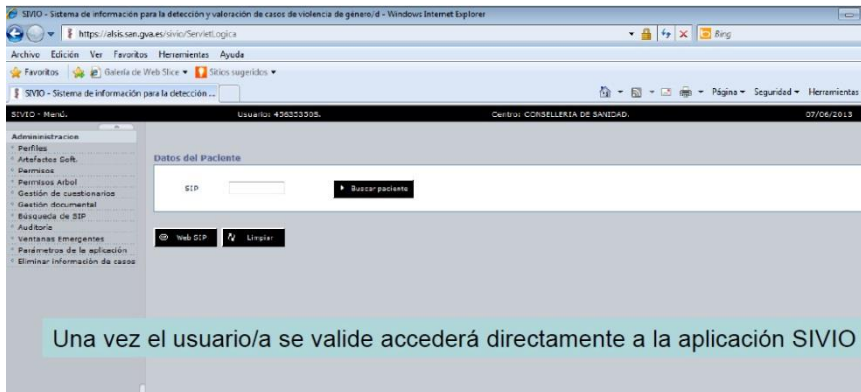 SIVIO - Sistema de información para la detección y valoración de casos de violencia de género/d - Windows Internet Explorer
https://alsis.san.gva.es/sivio/ServletLogica
Bing
Archivo Edición Ver Favoritos Herramientas Ayuda
Favoritos Galería de Web Slice Sitios sugeridos
SIVIO - Sistema de información para la detección ...
Página Seguridad Herramientas
SIVIO - Menú. Usuario: Centro: CONSELLERIA DE SANIDAD. 07/06/2013
Admininistracion
Perfiles
Artefactos Soft.
Permisos
Permisos Arbol
Gestión de cuestionarios
Gestión documental
Búsqueda de SIP
Auditoría
Ventanas Emergentes
Parámetros de la aplicación
Eliminar información de casos
Datos del Paciente
SIP Buscar paciente
Web SIP Limpiar
Una vez el usuario/a se valide accederá directamente a la aplicación SIVIO